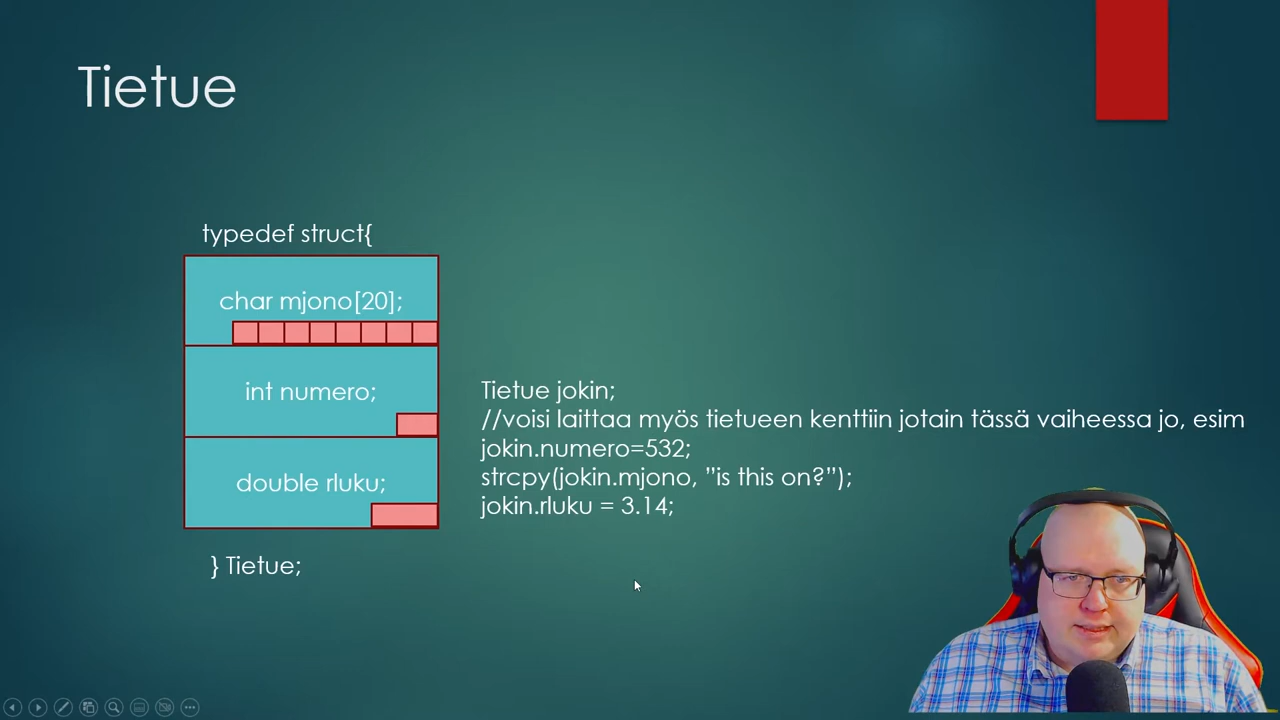 Tietue
typedef struct{
char mjono[20];
int numero;
double rluku;
} Tietue;
Tietue jokin;
//voisi laittaa myös tietueen kenttiin jotain tässä vaiheessa jo, esim
jokin.numero=532;
strcpy(jokin.mjono, ”is this on?”);
jokin.rluku = 3.14;